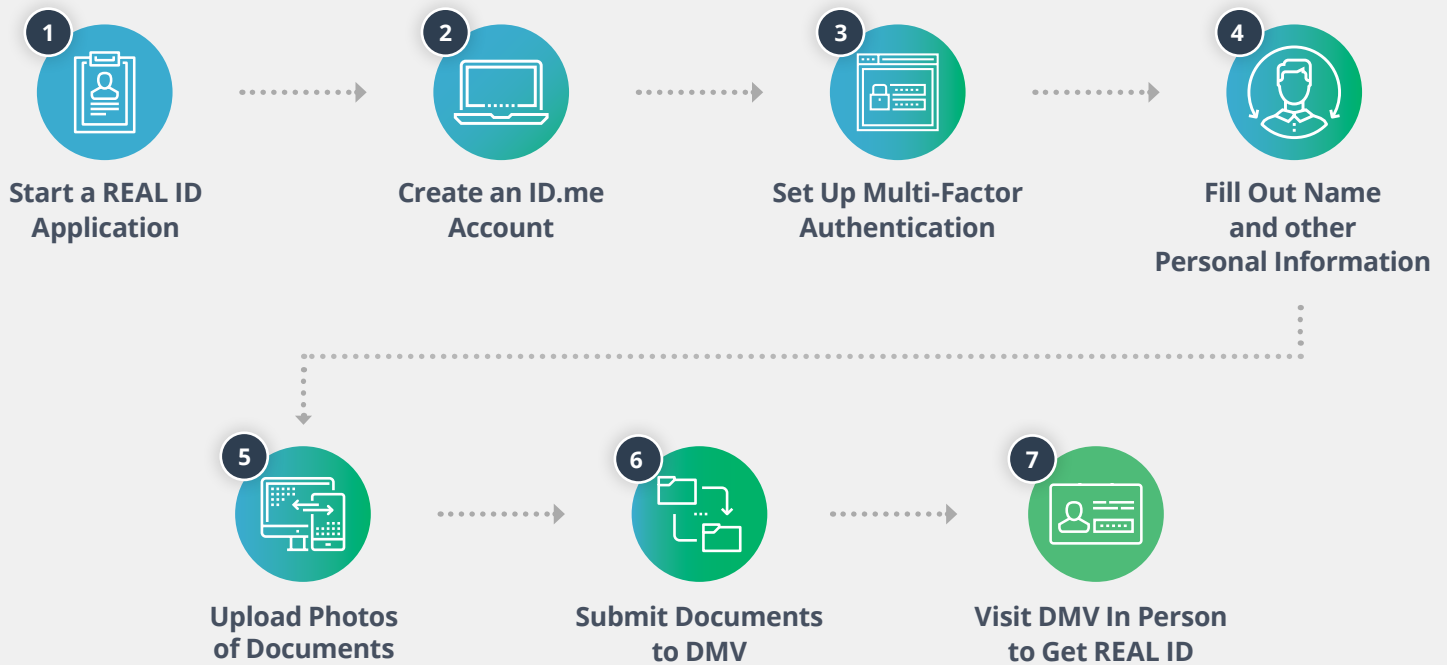 1
Start a REAL ID
Application
2
Create an ID.me
Account
3
Set Up Multi-Factor
Authentication
4
Fill Out Name
and other
Personal Information
5
Upload Photos
of Documents
6
Submit Documents
to DMV
7
Visit DMV In Person
to Get REAL ID